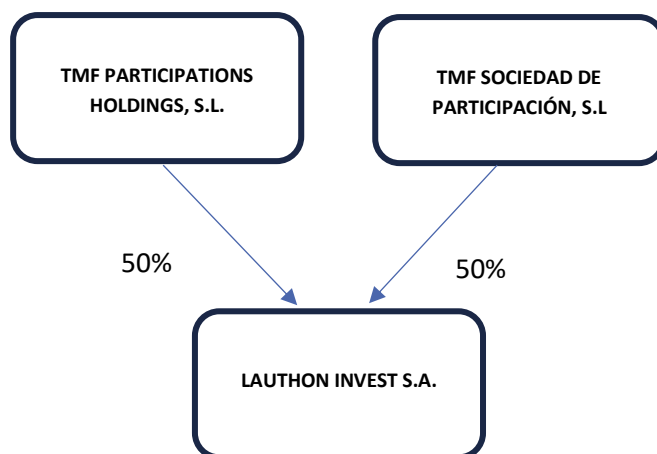 TMF PARTICIPATIONS
HOLDINGS, S.L.
TMF SOCIEDAD DE
PARTICIPACIÓN, S.L
50%
50%
LAUTHON INVEST S.A.